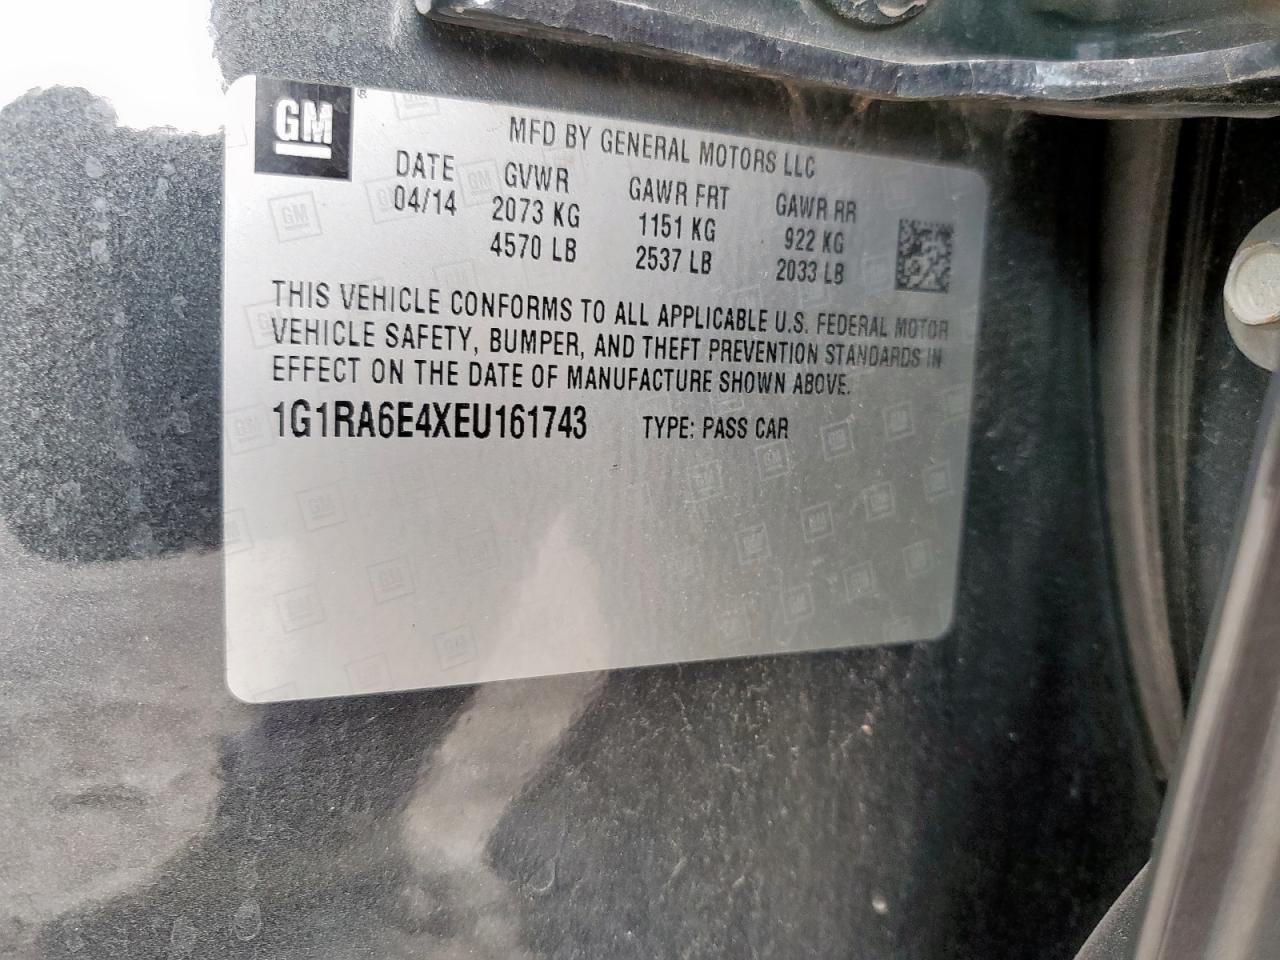 GM
MFD BY GENERAL MOTORS LLC
DATE GVWR GAWR FRT GAWR RR
04/14 2073 KG 1151 KG 922 KG
4570 LB 2537 LB 2033 LB
THIS VEHICLE CONFORMS TO ALL APPLICABLE U.S. FEDERAL MOTOR
VEHICLE SAFETY, BUMPER, AND THEFT PREVENTION STANDARDS IN
EFFECT ON THE DATE OF MANUFACTURE SHOWN ABOVE.
1G1RA6E4XEU161743 TYPE: PASS CAR